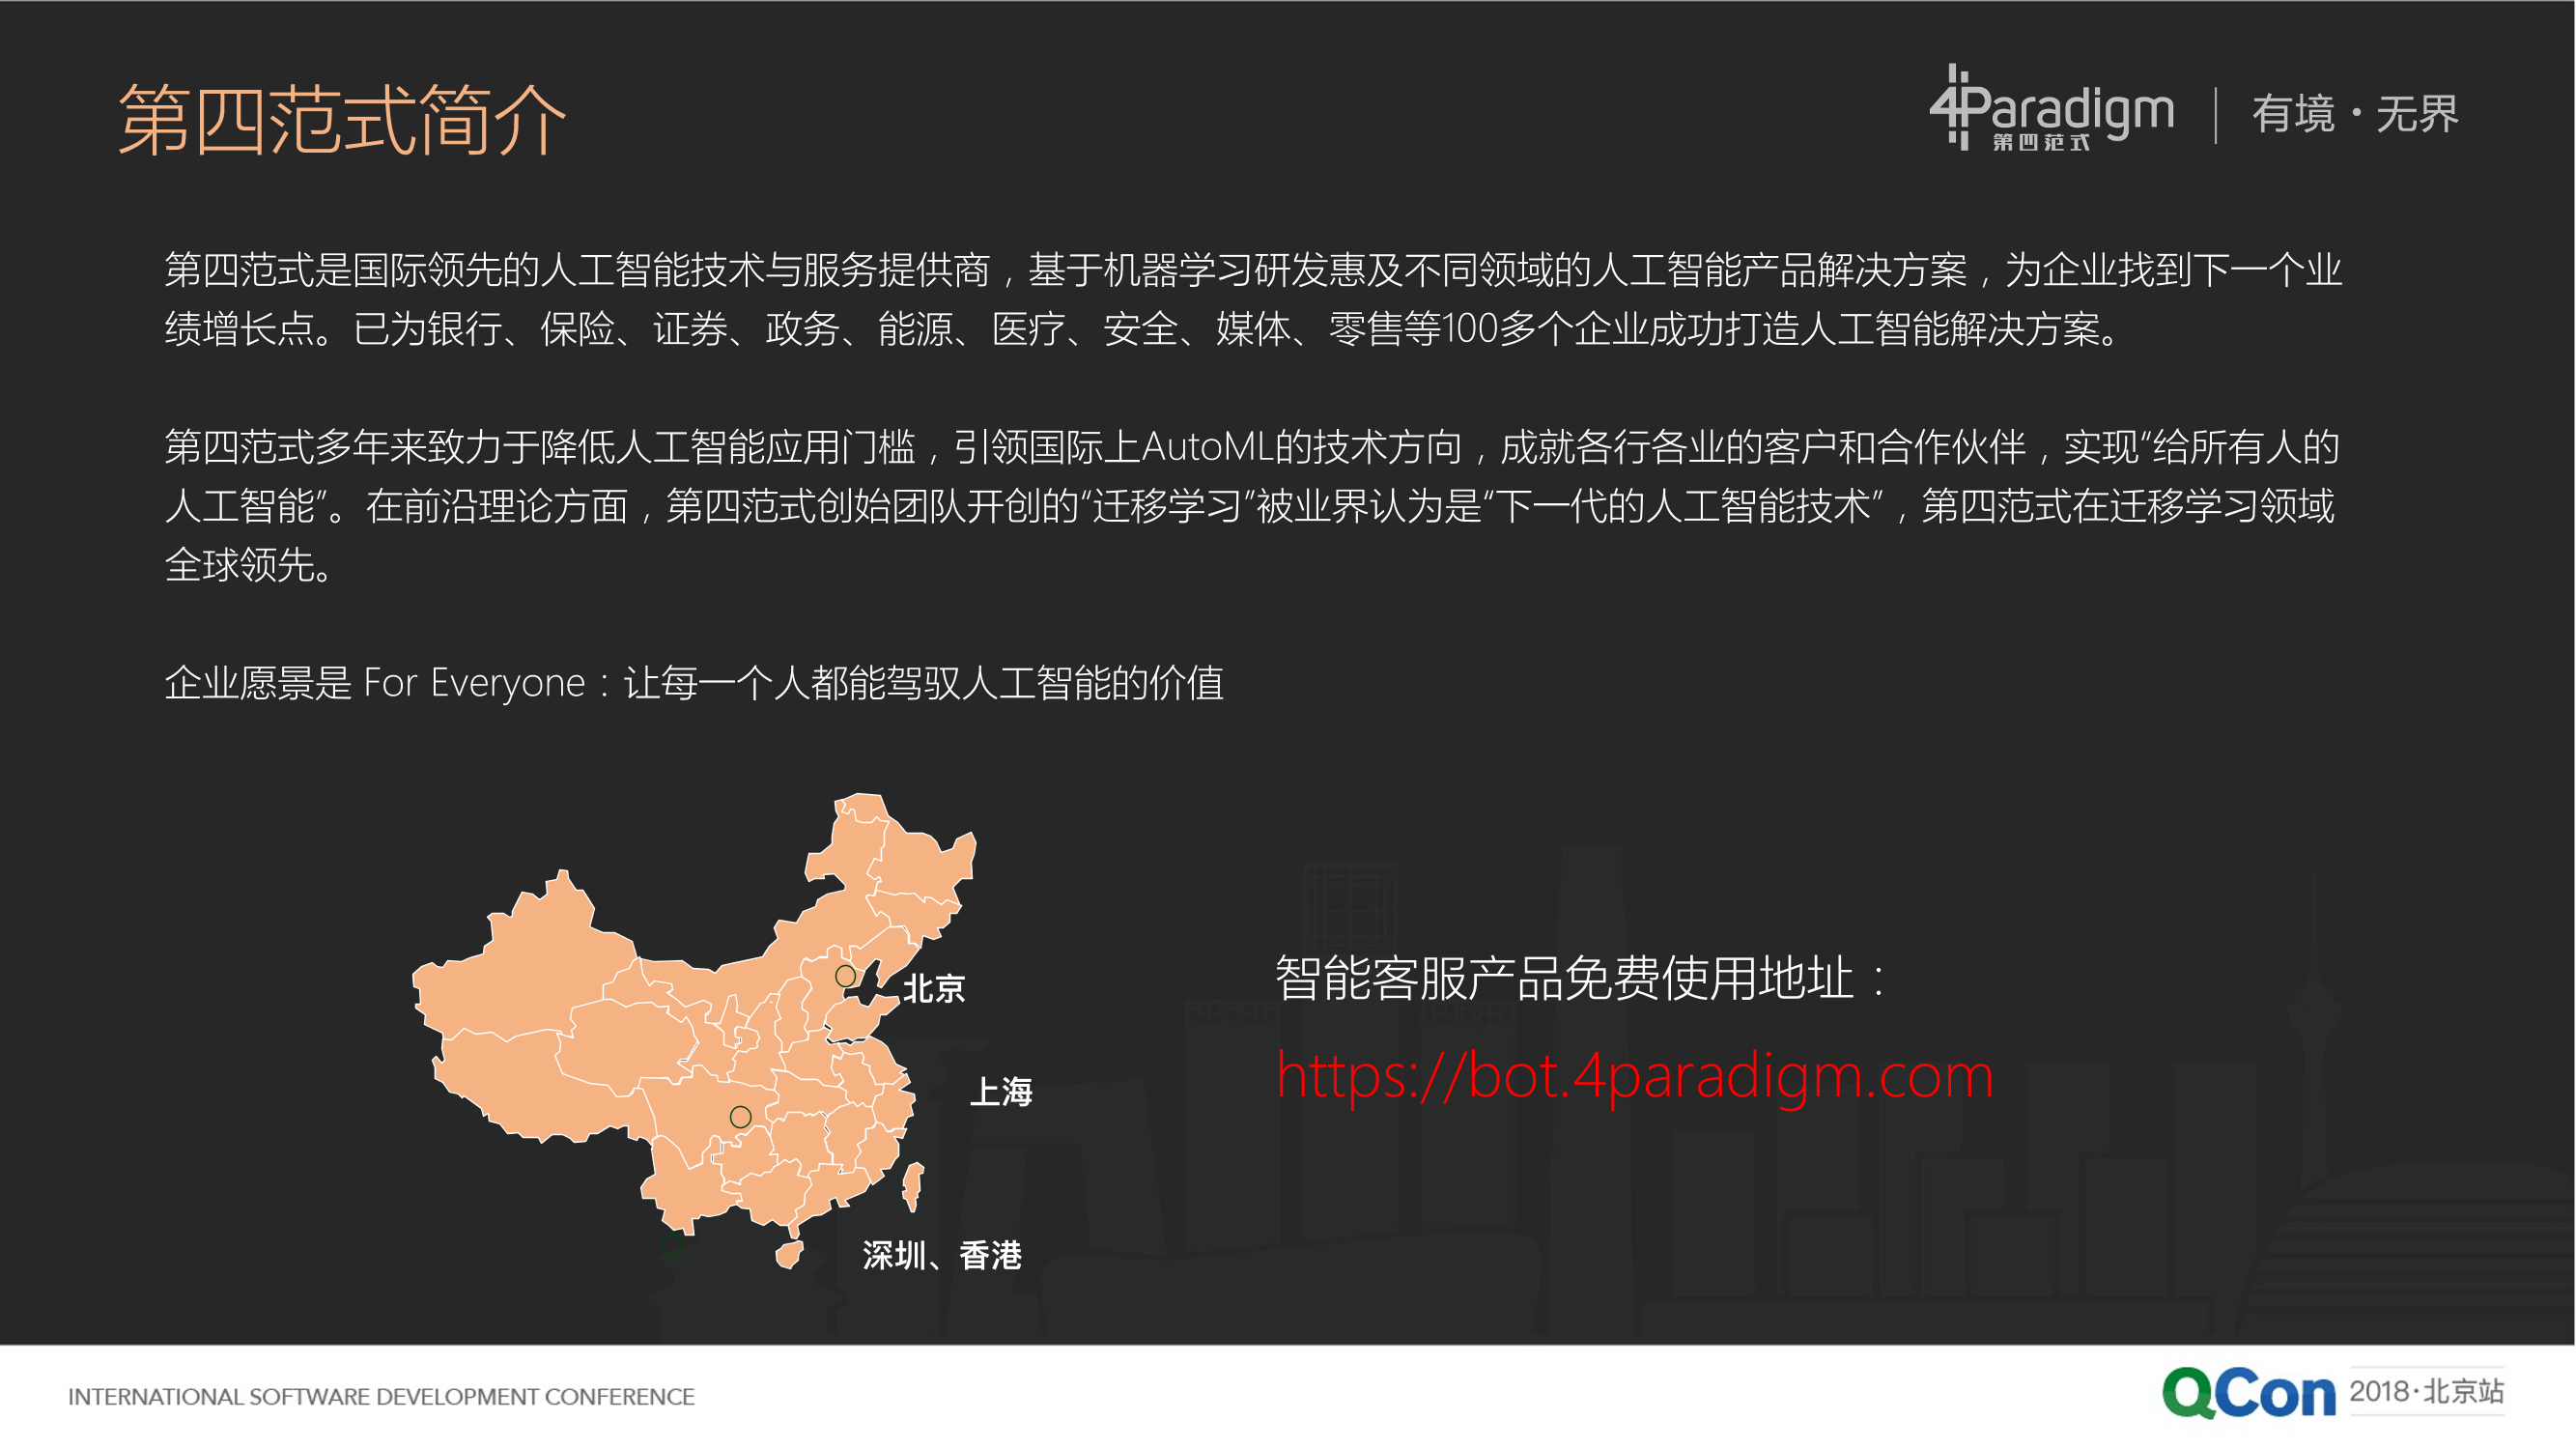 第四范式简介
4Paradigm
第四范式
有境·无界
第四范式是国际领先的人工智能技术与服务提供商，基于机器学习研发惠及不同领域的人工智能产品解决方案，为企业找到下一个业
绩增长点。已为银行、保险、证券、政务、能源、医疗、安全、媒体、零售等100多个企业成功打造人工智能解决方案。
第四范式多年来致力于降低人工智能应用门槛，引领国际上AutoML的技术方向，成就各行各业的客户和合作伙伴，实现“给所有人的
人工智能”。在前沿理论方面，第四范式创始团队开创的“迁移学习”被业界认为是“下一代的人工智能技术”，第四范式在迁移学习领域
全球领先。
企业愿景是 For Everyone：让每一个人都能驾驭人工智能的价值
北京
上海
深圳、香港
智能客服产品免费使用地址：
https://bot.4paradigm.com
INTERNATIONAL SOFTWARE DEVELOPMENT CONFERENCE
QCon
2018·北京站